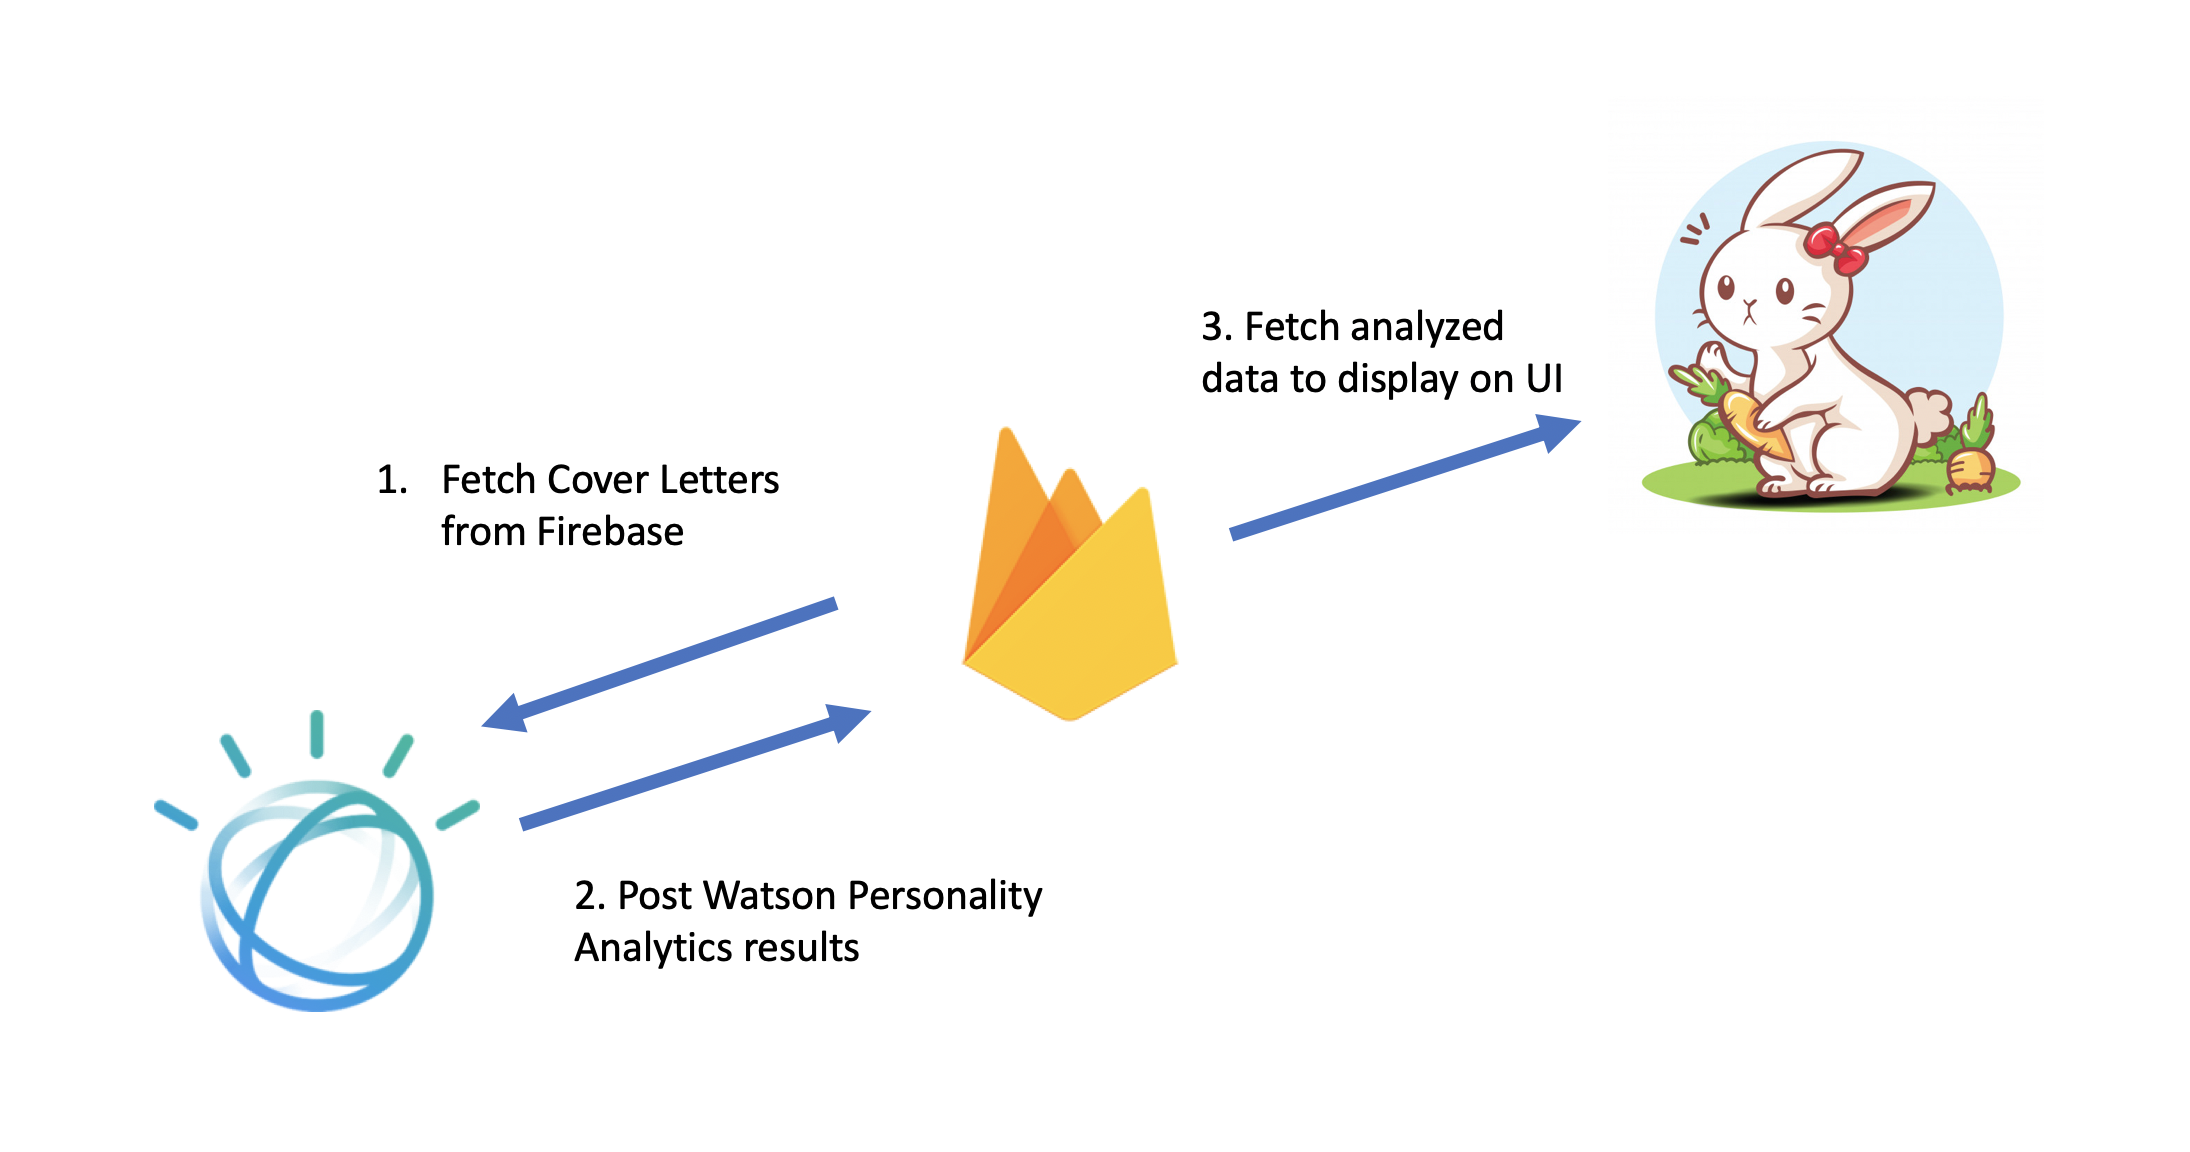 3. Fetch analyzed
data to display on UI
1. Fetch Cover Letters
from Firebase
2. Post Watson Personality
Analytics results